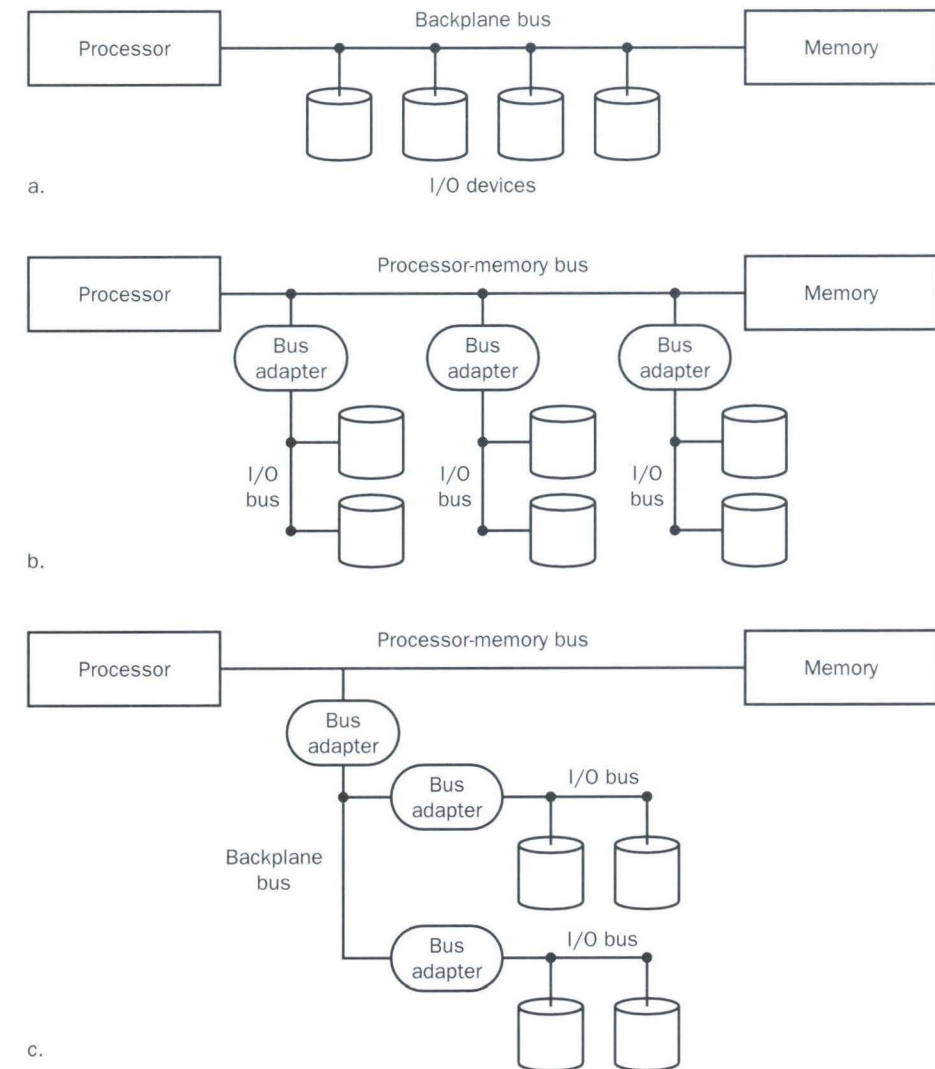 Backplane bus
Processor
Memory
I/O devices
a.
Processor-memory bus
Processor
Memory
Bus
adapter
Bus
adapter
Bus
adapter
I/O
bus
I/O
bus
I/O
bus
b.
Processor-memory bus
Processor
Memory
Bus
adapter
Bus
adapter
I/O bus
Backplane
bus
Bus
adapter
I/O bus
c.